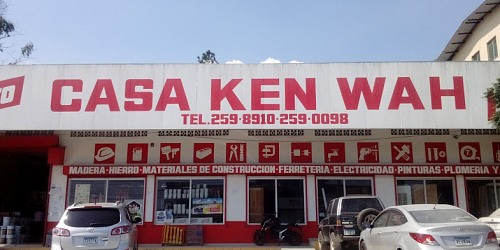 CASA KEN WAH
TEL.259-8910-259-0098
MADERA-HIERRO-MATERIALES DE CONSTRUCCION-FERRETERIA-ELECTRICIDAD-PINTURAS-PLOMERIA Y